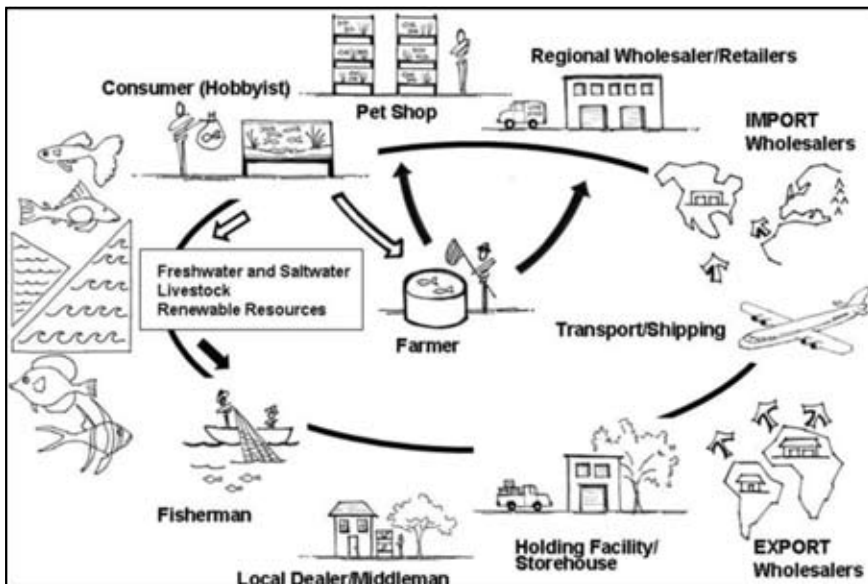 Regional Wholesaler/Retailers
Consumer (Hobbyist)
Pet Shop
IMPORT
Wholesalers
Freshwater and Saltwater
Livestock
Renewable Resources
Farmer
Transport/Shipping
Fisherman
Local Dealer/Middleman
Holding Facility/
Storehouse
EXPORT
Wholesalers